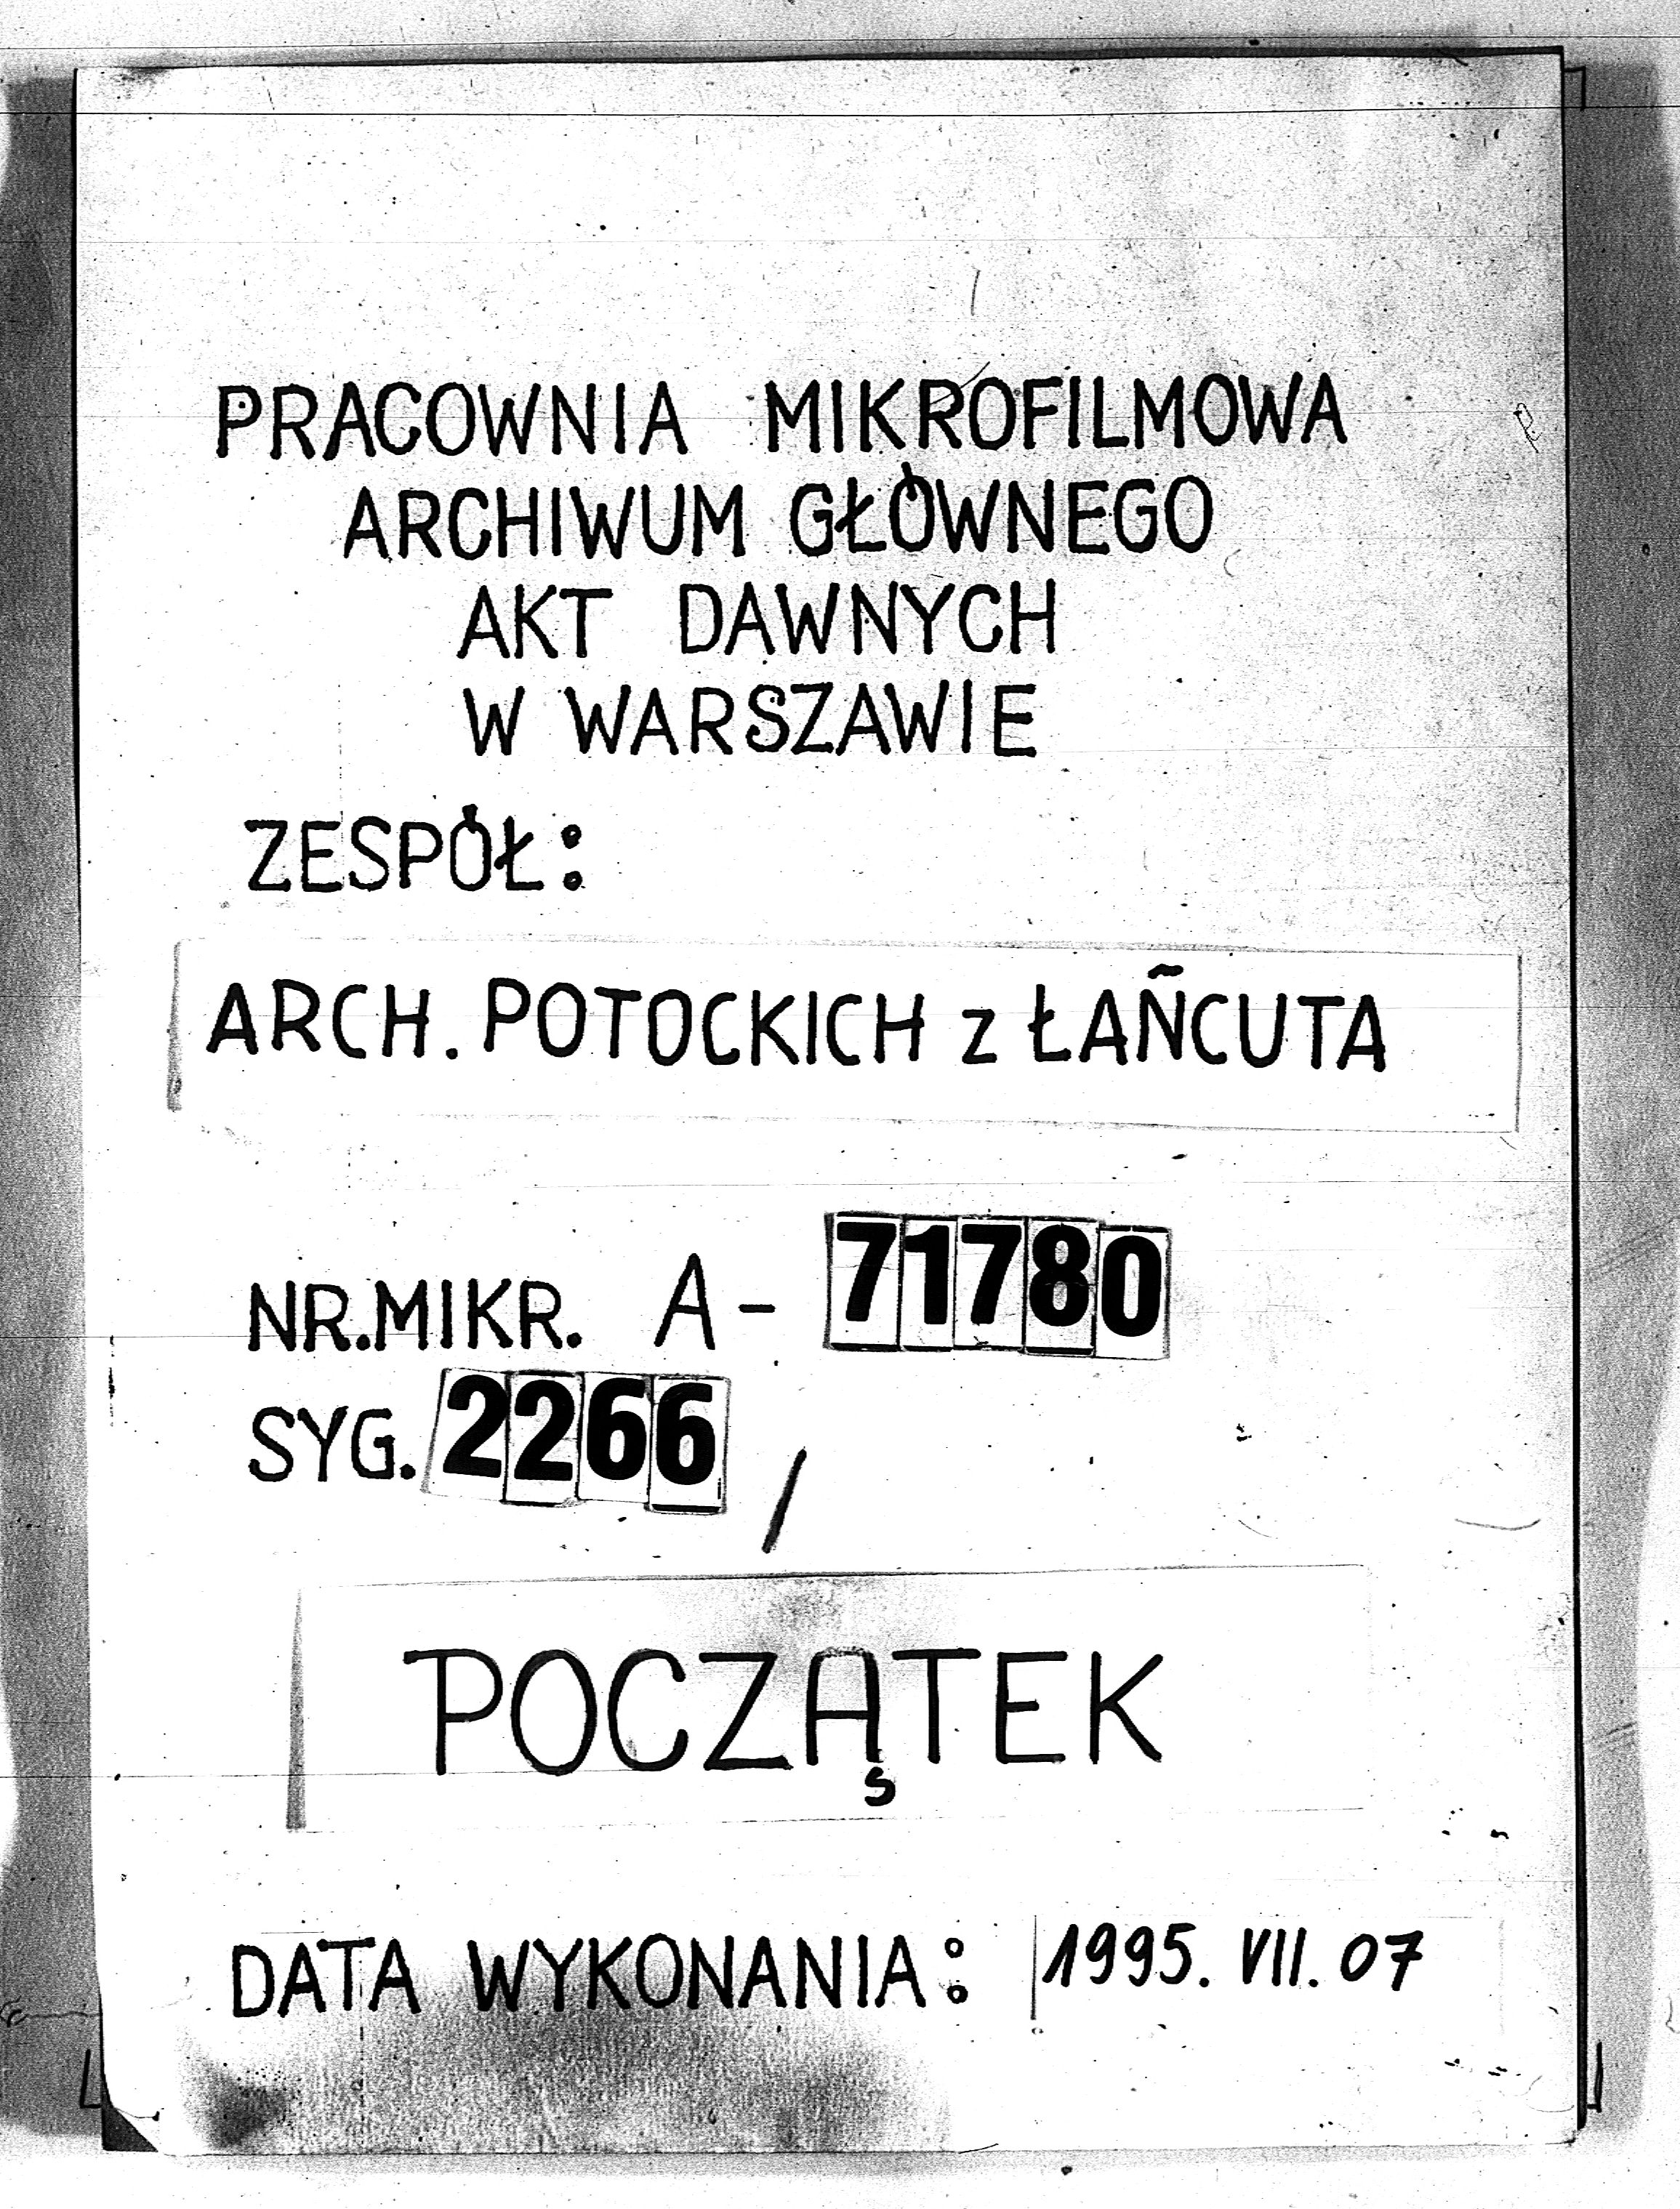 PRACOWNIA MIKROFILMOWA
ARCHIWUM GŁÓWNEGO
AKT DAWNYCH
W WARSZAWIE
ZESPÓŁ:
ARCH. POTOCKICH z ŁAŃCUTA
NR.MIKR. A-71780
SYG. 2266 /
POCZĄTEK
DATA WYKONANIA: 1995. VII. 07